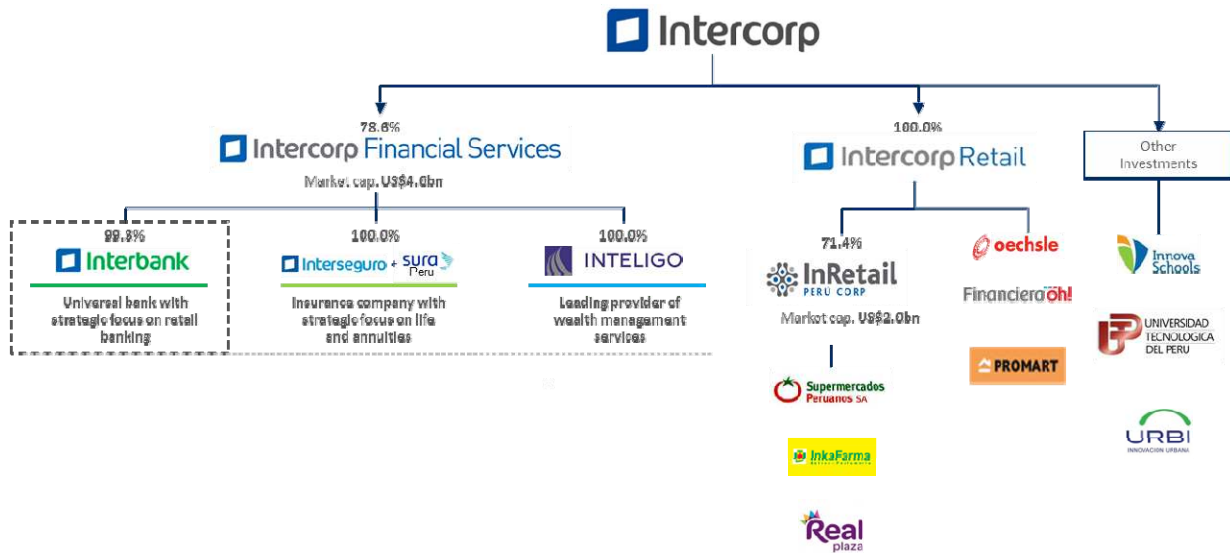 Intercorp
78.6%
100.0%
Intercorp Financial Services
Intercorp Retail
Other
Investments
Market cap. US$4.0bn
100.0%
100.0%
71.4%
Interbank
Interseguro + sura
Peru
INTELIGO
InRetail
PERÚ CORP
oechsle
Innova
Schools
Universal bank with
strategic focus on retail
banking
Insurance company with
strategic focus on life
and annuities
Leading provider of
wealth management
services
Market cap. US$2.0bn
Financiera oh!
UNIVERSIDAD
TECNOLOGICA
DEL PERU
PROMART
Supermercados
Peruanos SA
InkaFarma
URBI
INNOVACION URBANA
Real
plaza